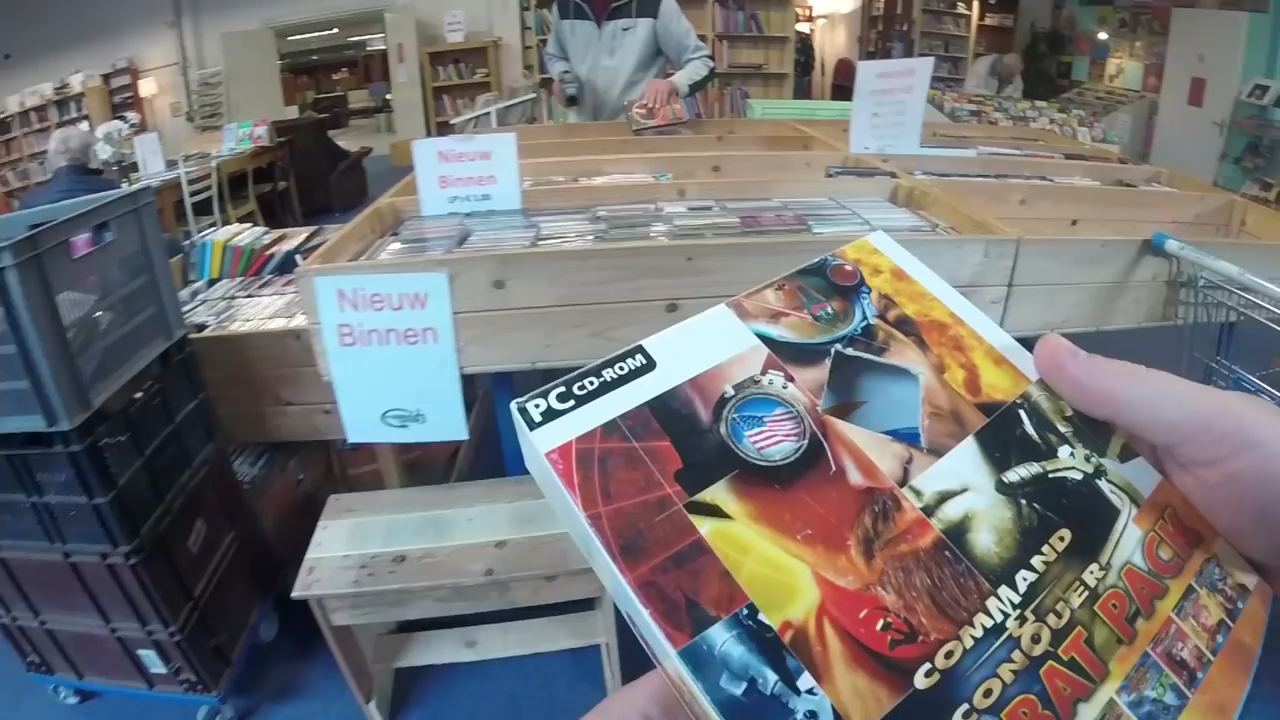 Nieuw
Binnen
Nieuw
Binnen
PC CD-ROM
COMMAND
&
CONQUER
BAT PACK